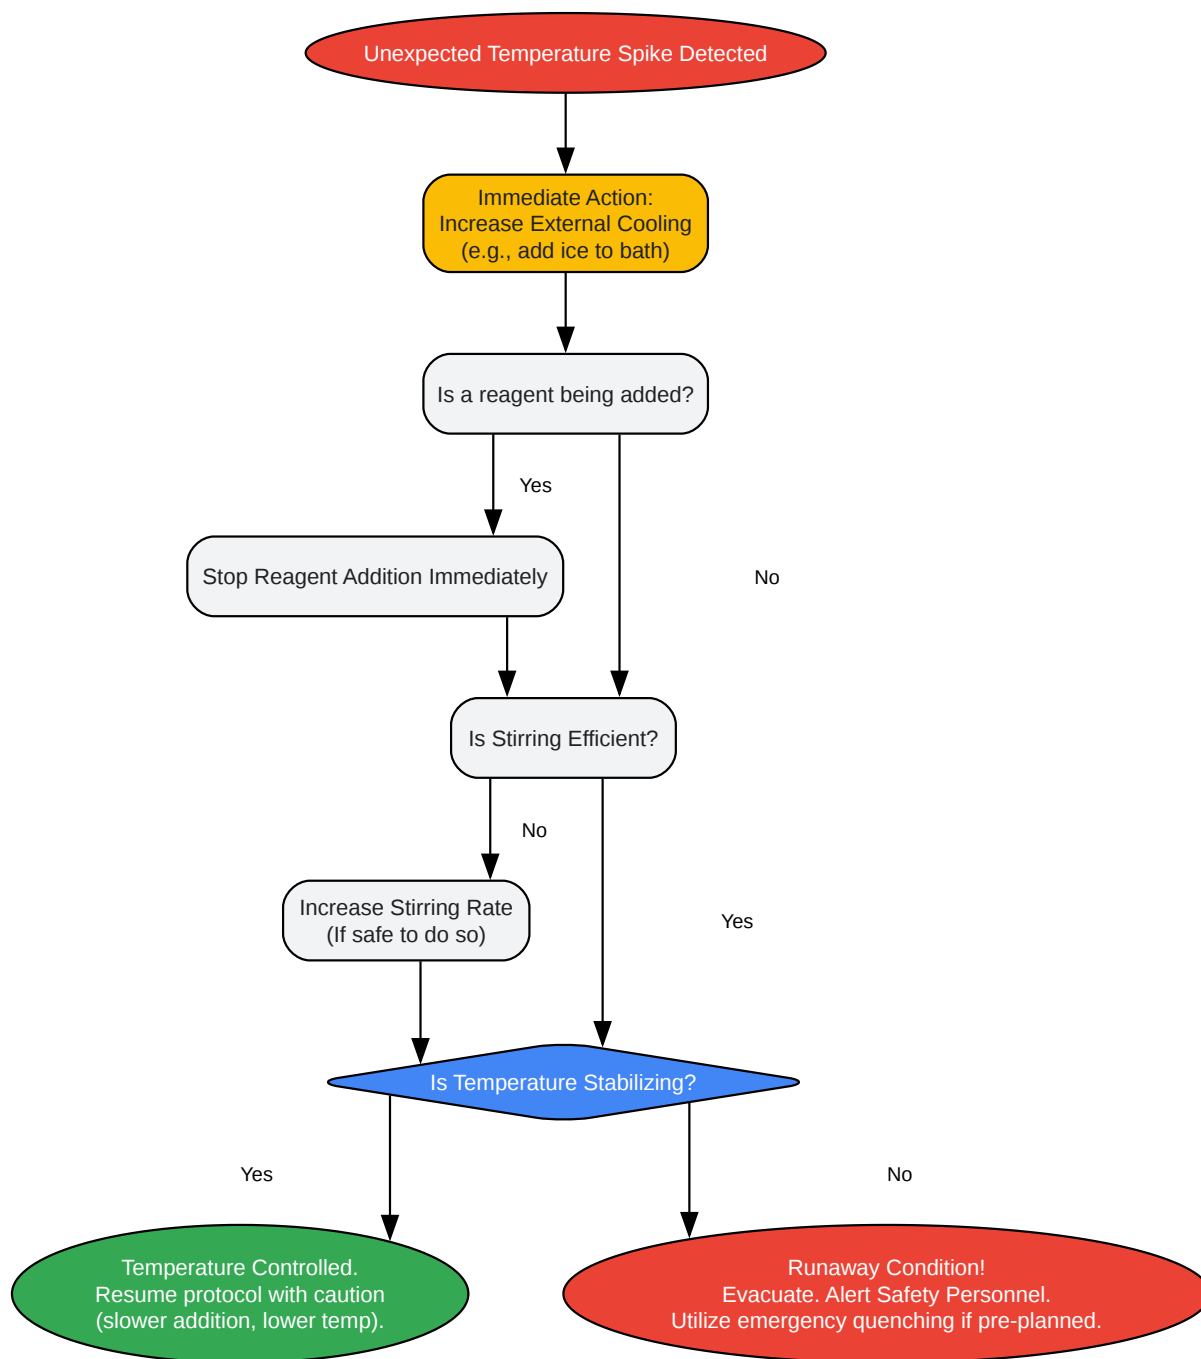 Unexpected Temperature Spike Detected
Immediate Action:
Increase External Cooling
(e.g., add ice to bath)
Is a reagent being added?
Yes
Stop Reagent Addition Immediately
No
Is Stirring Efficient?
No
Increase Stirring Rate
(If safe to do so)
Yes
Is Temperature Stabilizing?
Yes
No
Temperature Controlled.
Resume protocol with caution
(slower addition, lower temp).
Runaway Condition!
Evacuate. Alert Safety Personnel.
Utilize emergency quenching if pre-planned.